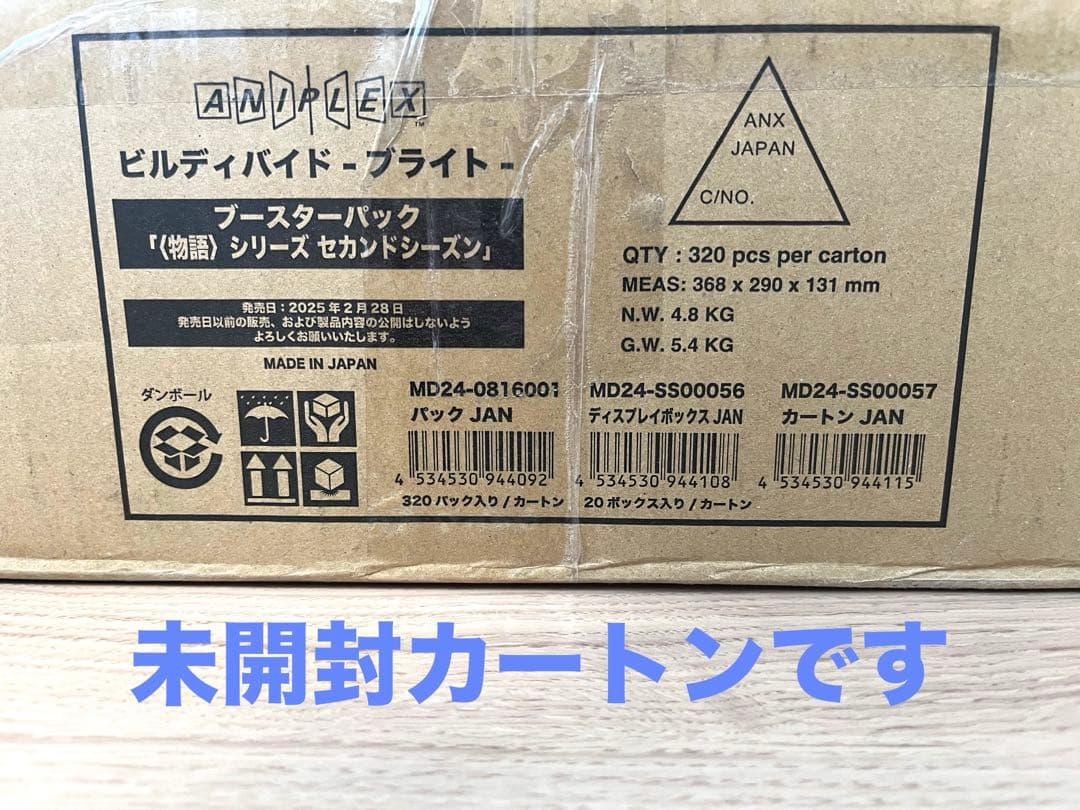 ANIPLEX™
ビルディバイド - ブライト -
ブースターパック
「〈物語〉シリーズ セカンドシーズン」
発売日：2025年2月28日
発売日以前の販売、および製品内容の公開はしないよう
よろしくお願いいたします。
MADE IN JAPAN
ANX
JAPAN
C/NO.
QTY : 320 pcs per carton
MEAS: 368 x 290 x 131 mm
N.W. 4.8 KG
G.W. 5.4 KG
ダンボール
MD24-0816001
パック JAN
4 534530 944092
320 パック入り / カートン
MD24-SS00056
ディスプレイボックス JAN
4 534530 944108
20 ボックス入り / カートン
MD24-SS00057
カートン JAN
4 534530 944115
未開封カートンです